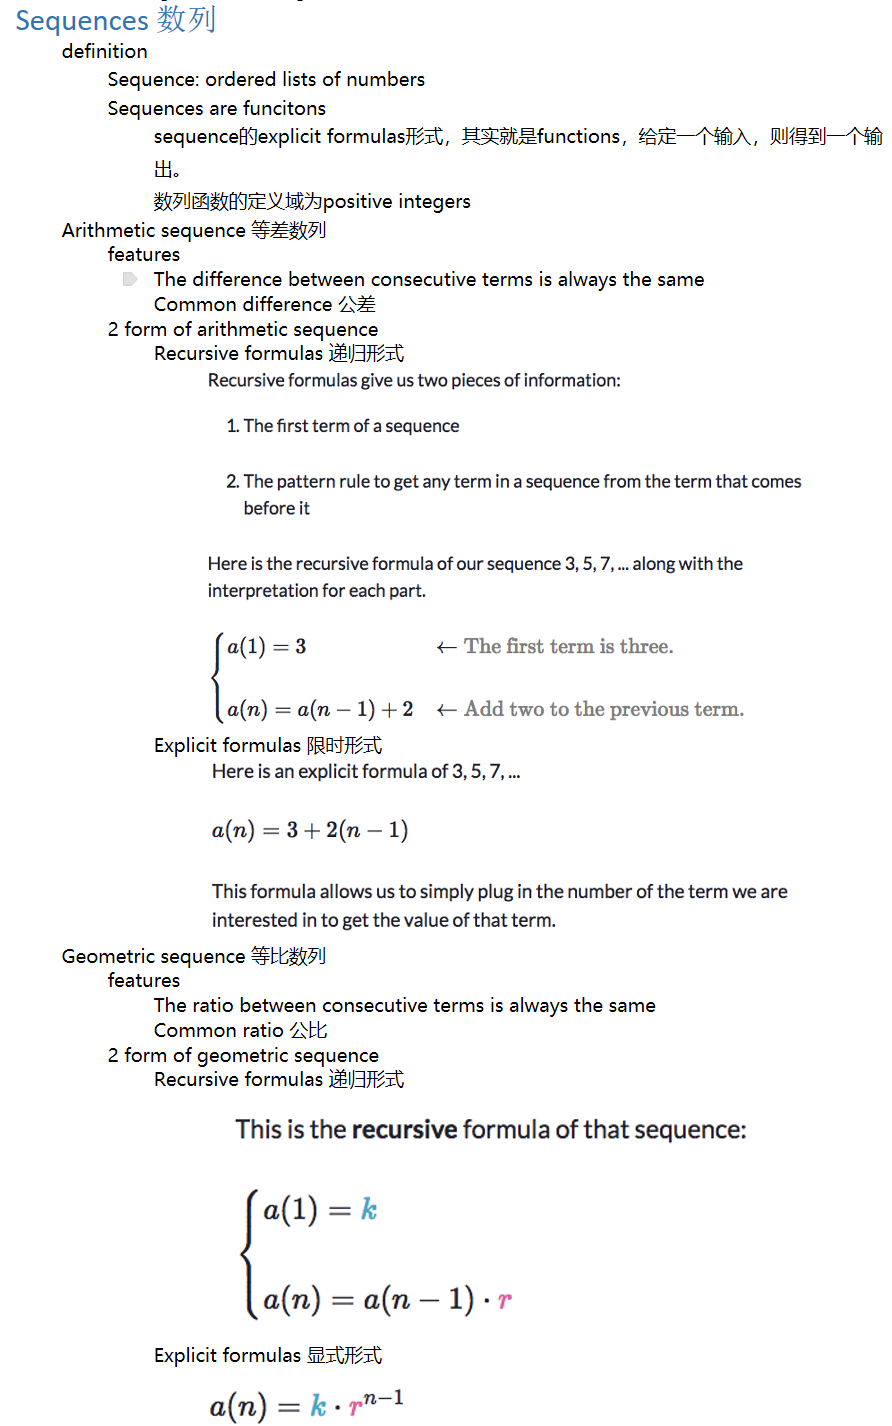 Sequences 数列
definition
Sequence: ordered lists of numbers
Sequences are funcitons
sequence的explicit formulas形式，其实就是functions，给定一个输入，则得到一个输
出。
数列函数的定义域为positive integers
Arithmetic sequence 等差数列
features
The difference between consecutive terms is always the same
Common difference 公差
2 form of arithmetic sequence
Recursive formulas 递归形式
Recursive formulas give us two pieces of information:
1. The first term of a sequence
2. The pattern rule to get any term in a sequence from the term that comes
before it
Here is the recursive formula of our sequence 3, 5, 7, ... along with the
interpretation for each part.
a(1) = 3 ← The first term is three.
a(n) = a(n − 1) + 2 ← Add two to the previous term.
Explicit formulas 限时形式
Here is an explicit formula of 3, 5, 7, ...
a(n) = 3 + 2(n − 1)
This formula allows us to simply plug in the number of the term we are
interested in to get the value of that term.
Geometric sequence 等比数列
features
The ratio between consecutive terms is always the same
Common ratio 公比
2 form of geometric sequence
Recursive formulas 递归形式
This is the recursive formula of that sequence:
a(1) = k
a(n) = a(n − 1) · r
Explicit formulas 显式形式
a(n) = k · r^{n−1}